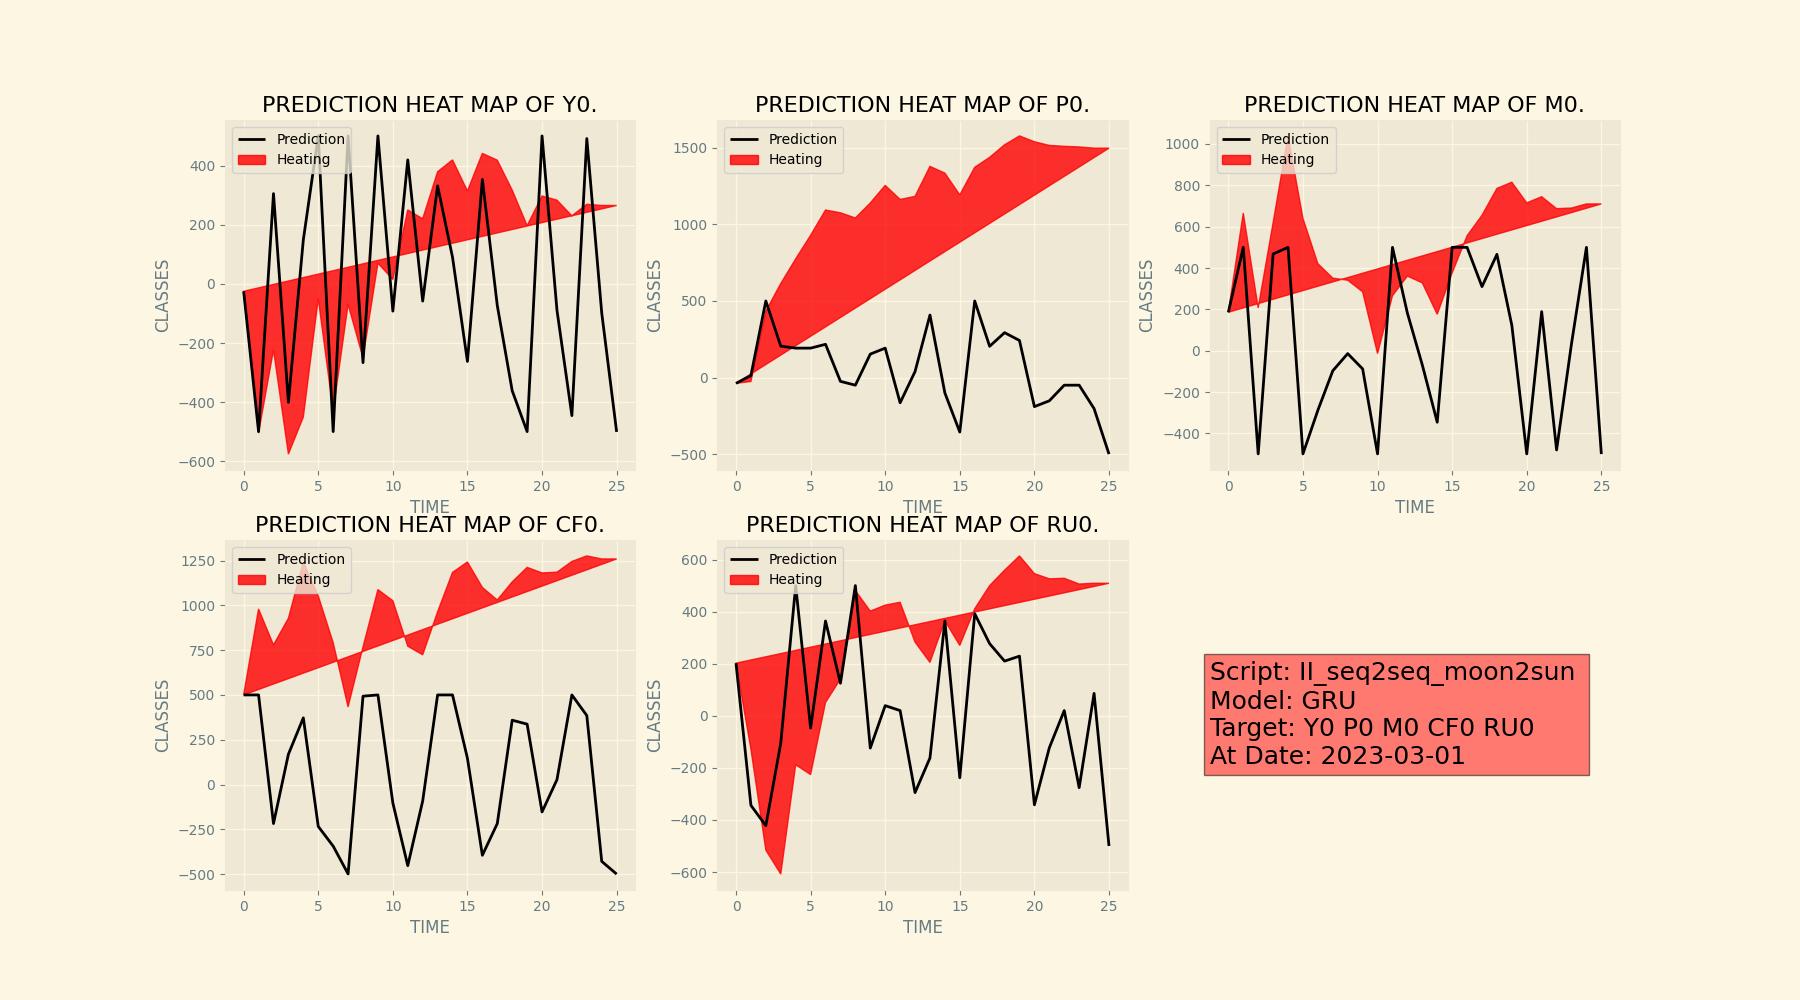 PREDICTION HEAT MAP OF Y0.
Prediction
Heating
CLASSES
400
200
0
−200
−400
−600
0 5 10 15 20 25
TIME
PREDICTION HEAT MAP OF P0.
Prediction
Heating
CLASSES
1500
1000
500
0
−500
0 5 10 15 20 25
TIME
PREDICTION HEAT MAP OF M0.
Prediction
Heating
CLASSES
1000
800
600
400
200
0
−200
−400
0 5 10 15 20 25
TIME
PREDICTION HEAT MAP OF CF0.
Prediction
Heating
CLASSES
1250
1000
750
500
250
0
−250
−500
0 5 10 15 20 25
TIME
PREDICTION HEAT MAP OF RU0.
Prediction
Heating
CLASSES
600
400
200
0
−200
−400
−600
0 5 10 15 20 25
TIME
Script: II_seq2seq_moon2sun
Model: GRU
Target: Y0 P0 M0 CF0 RU0
At Date: 2023-03-01